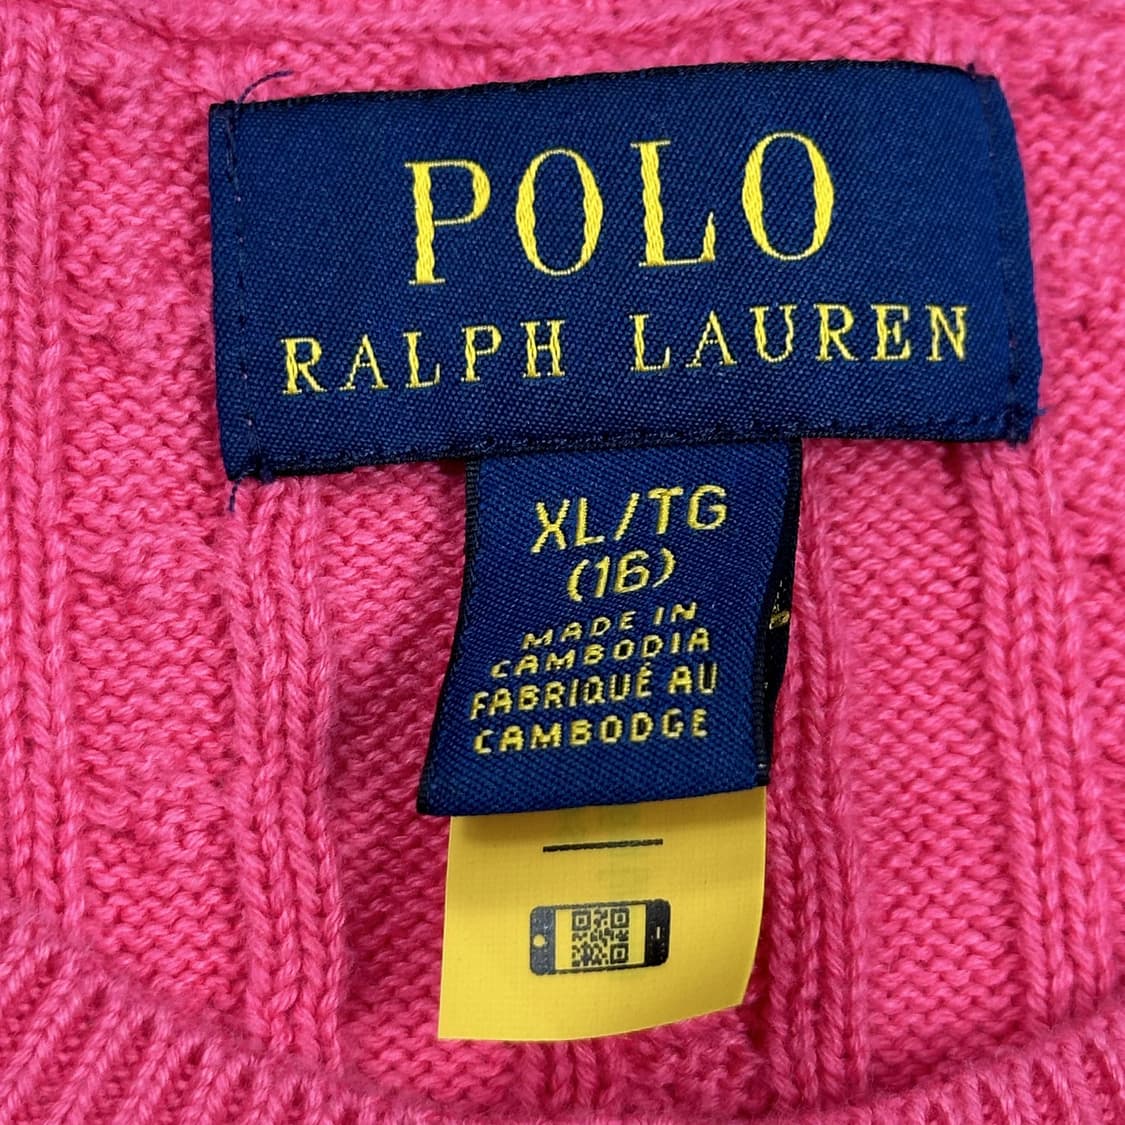 POLO
RALPH LAUREN
XL/TG
(16)
MADE IN
CAMBODIA
FABRIQUÉ AU
CAMBODGE